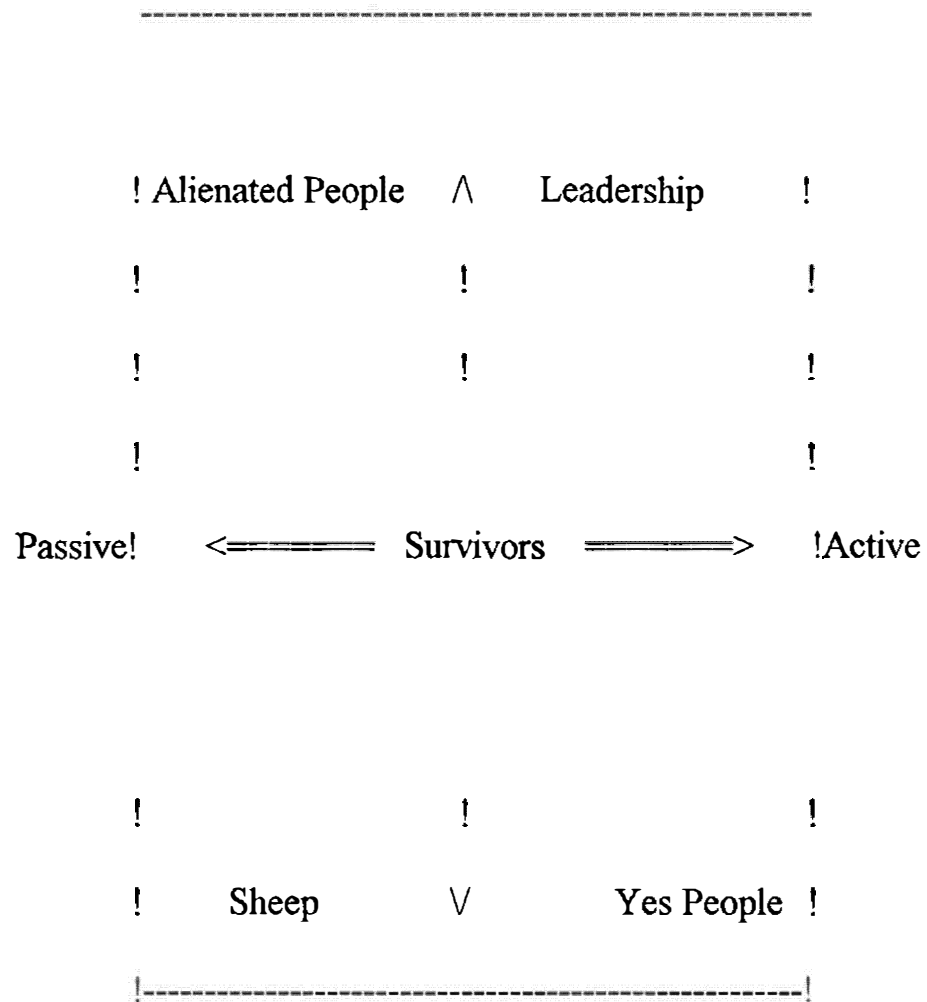 --------------------------------------------------
! Alienated People /\ Leadership !
! ! !
! ! !
! !
Passive! <====== Survivors ======> !Active
! ! !
! Sheep \/ Yes People !
!--------------------------------------------------!